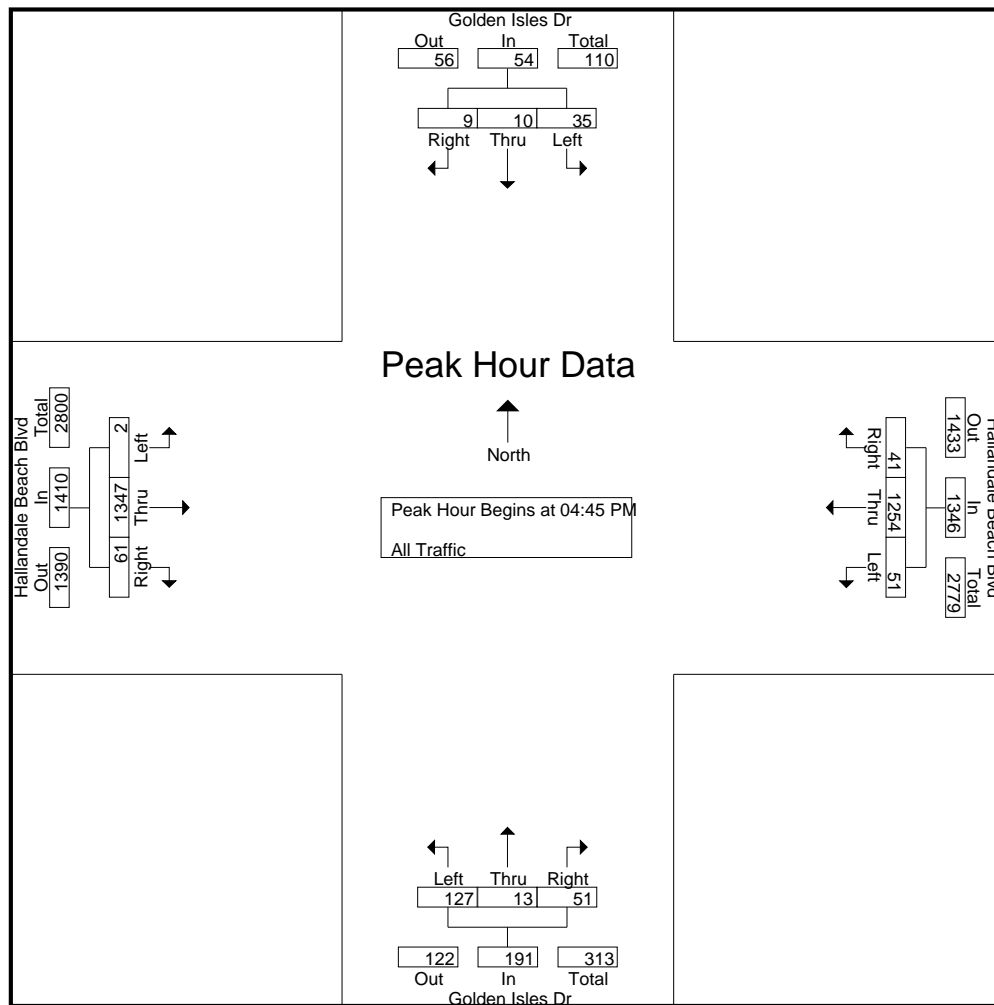 Golden Isles Dr
Out In Total
56 54 110
9 10 35
Right Thru Left
Peak Hour Data
North
Peak Hour Begins at 04:45 PM
All Traffic
Hallandale Beach Blvd
Total In Out
2800 1410 1390
2 1347 61
Left Thru Right
Right Thru Left
41 1254 51
1433 1346 2779
Out In Total
Hallandale Beach Blvd
Left Thru Right
127 13 51
122 191 313
Out In Total
Golden Isles Dr